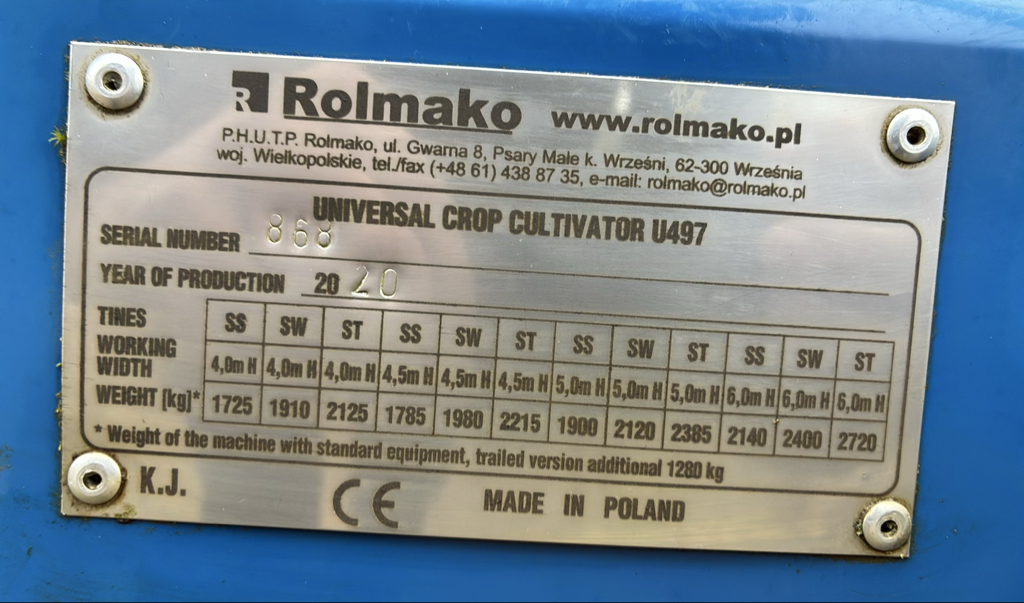 R Rolmako www.rolmako.pl
P.H.U.T.P. Rolmako, ul. Gwarna 8, Psary Małe k. Wrześni, 62-300 Września
woj. Wielkopolskie, tel./fax (+48 61) 438 87 35, e-mail: rolmako@rolmako.pl
UNIVERSAL CROP CULTIVATOR U497
SERIAL NUMBER 868
YEAR OF PRODUCTION 20 20
TINES SS SW ST SS SW ST SS SW ST SS SW ST
WORKING WIDTH 4,0m H 4,0m H 4,0m H 4,5m H 4,5m H 4,5m H 5,0m H 5,0m H 5,0m H 6,0m H 6,0m H 6,0m H
WEIGHT [kg]* 1725 1910 2125 1785 1980 2215 1900 2120 2385 2140 2400 2720
* Weight of the machine with standard equipment, trailed version additional 1280 kg
K.J. CE MADE IN POLAND